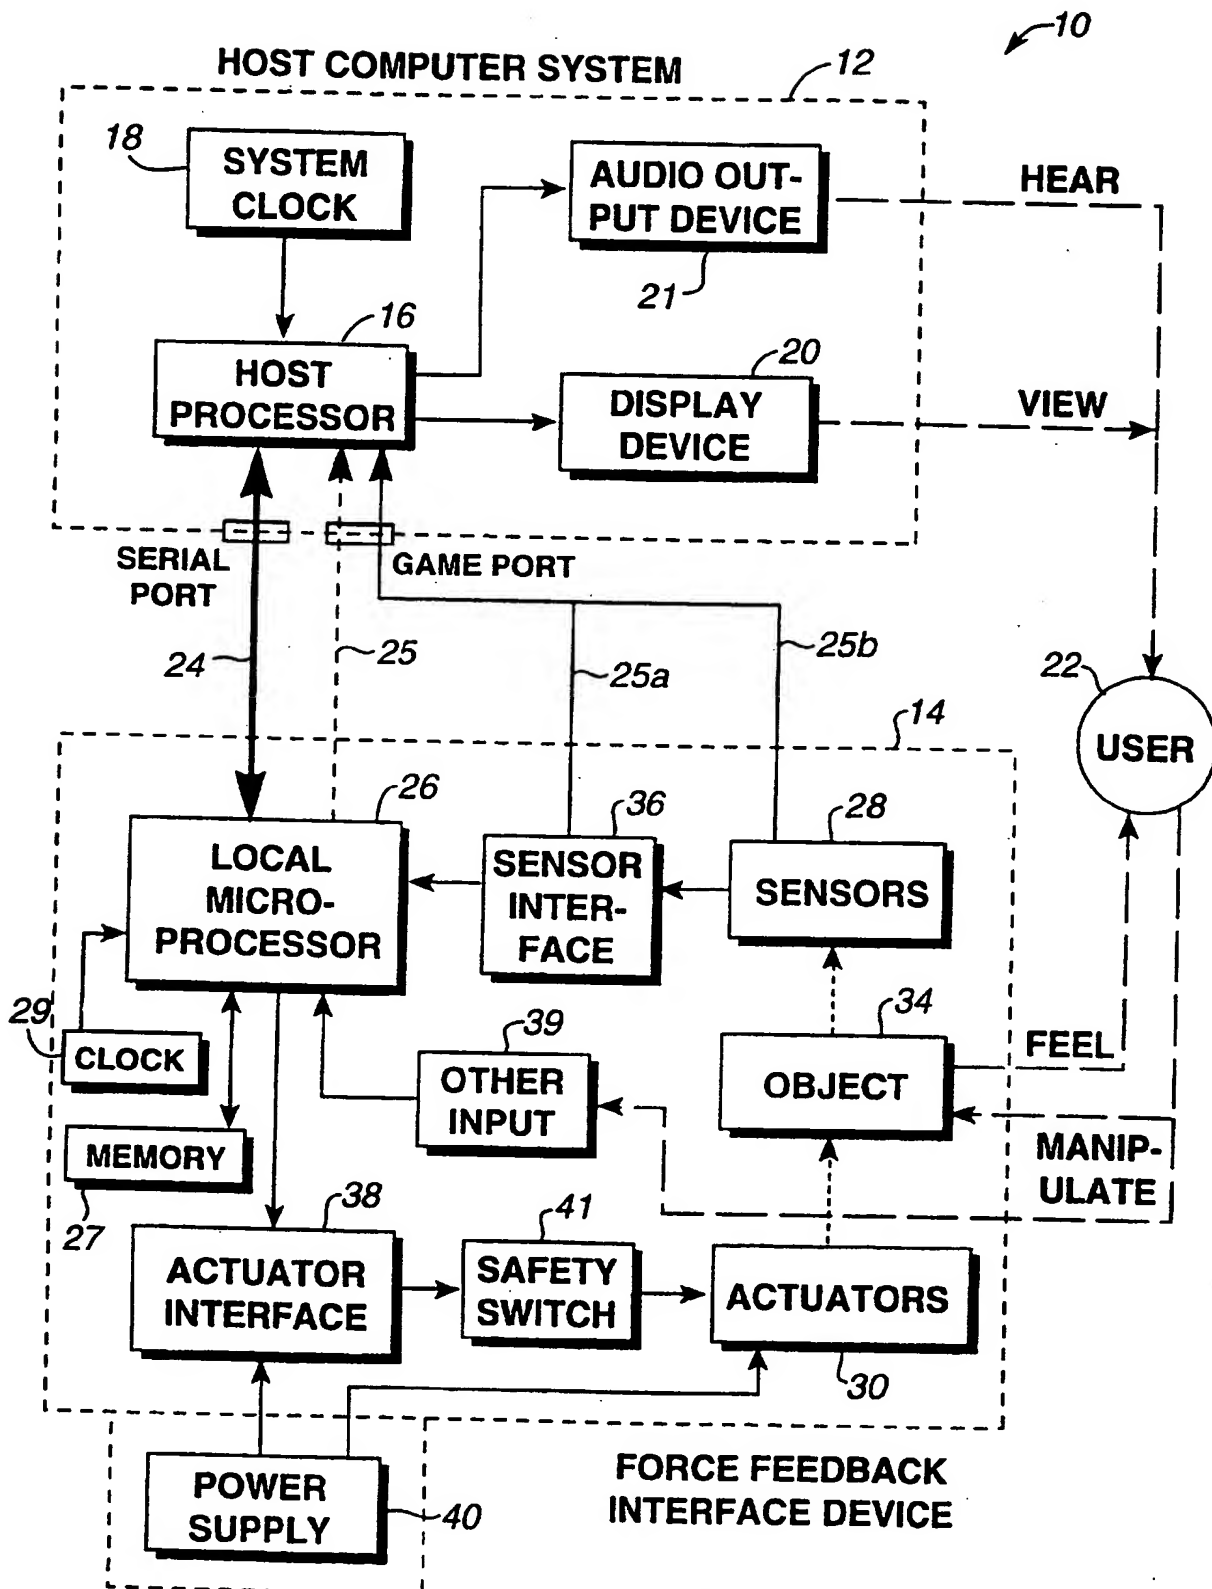 10
HOST COMPUTER SYSTEM
12
18
SYSTEM
CLOCK
AUDIO OUT-
PUT DEVICE
HEAR
21
16
HOST
PROCESSOR
20
DISPLAY
DEVICE
VIEW
SERIAL
PORT
GAME PORT
24
25
25a
25b
22
USER
14
26
LOCAL
MICRO-
PROCESSOR
36
SENSOR
INTER-
FACE
28
SENSORS
29
CLOCK
39
OTHER
INPUT
34
OBJECT
FEEL
MEMORY
27
MANIP-
ULATE
38
ACTUATOR
INTERFACE
41
SAFETY
SWITCH
ACTUATORS
30
POWER
SUPPLY
40
FORCE FEEDBACK
INTERFACE DEVICE